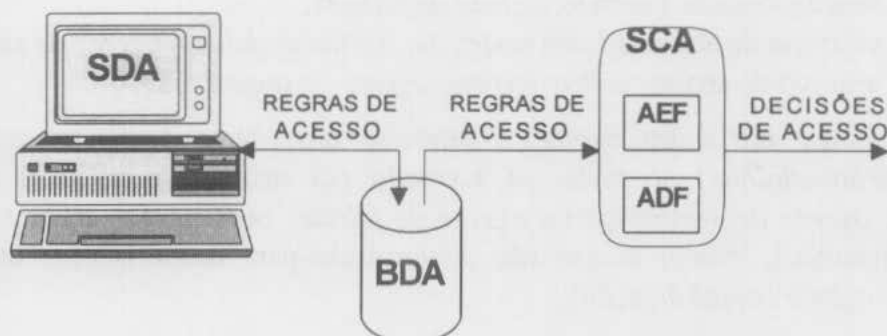 SDA
REGRAS DE
ACESSO
REGRAS DE
ACESSO
SCA
AEF
ADF
DECISÕES
DE ACESSO
BDA